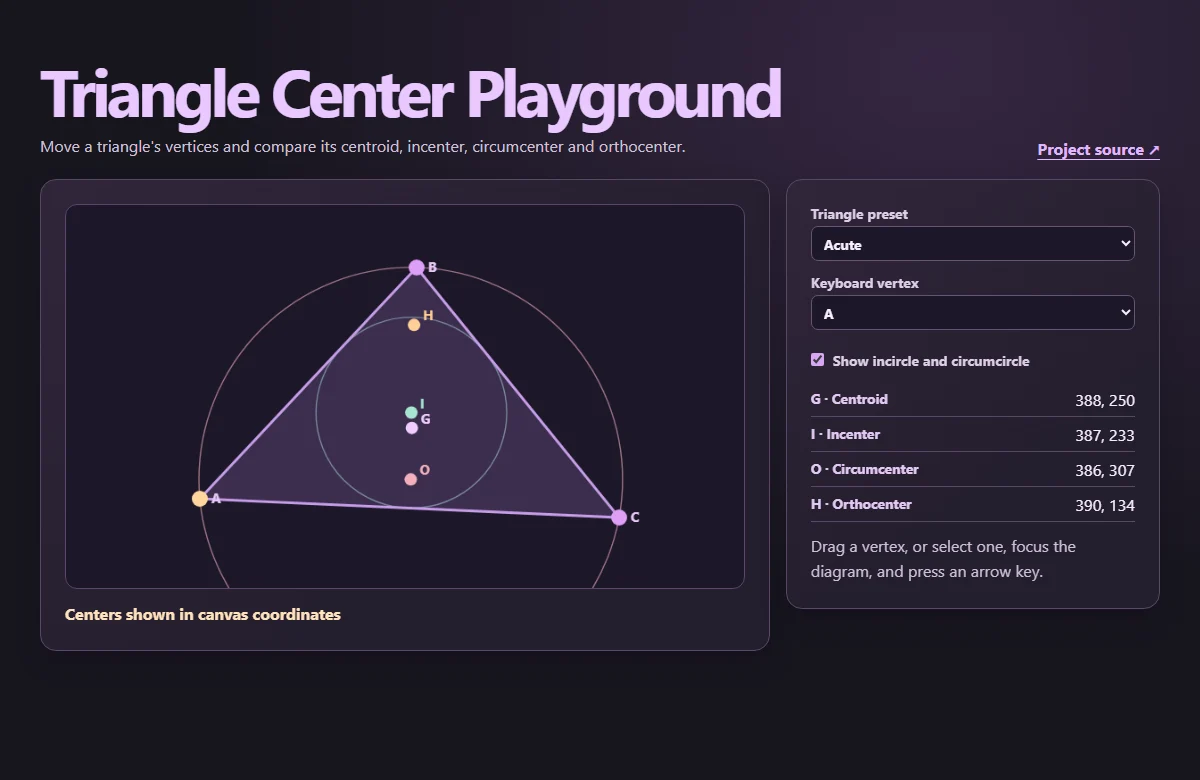 Triangle Center Playground
Move a triangle's vertices and compare its centroid, incenter, circumcenter and orthocenter.
Project source ↗
B
H
I
G
O
A
C
Centers shown in canvas coordinates
Triangle preset
Acute
Keyboard vertex
A
Show incircle and circumcircle
G · Centroid 388, 250
I · Incenter 387, 233
O · Circumcenter 386, 307
H · Orthocenter 390, 134
Drag a vertex, or select one, focus the
diagram, and press an arrow key.